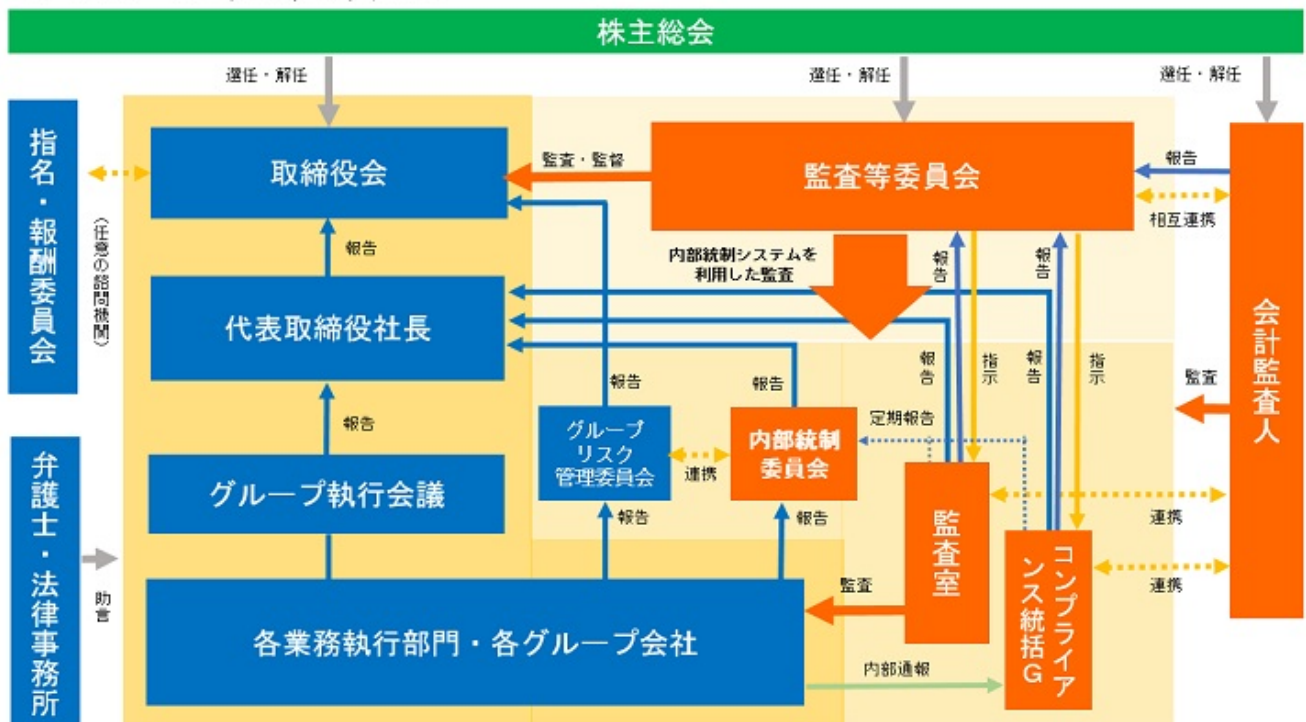 株主総会
選任・解任
選任・解任
選任・解任
指名・報酬委員会
(任意の諮問機関)
取締役会
監査・監督
監査等委員会
報告
相互連携
会計監査人
報告
内部統制システムを
利用した監査
報告
報告
代表取締役社長
報告
指示
報告
指示
監査
報告
報告
報告
定期報告
グループ
リスク
管理委員会
連携
内部統制
委員会
グループ執行会議
報告
報告
監査室
連携
弁護士・法律事務所
助言
各業務執行部門・各グループ会社
監査
コンプライア
ンス統括G
連携
内部通報